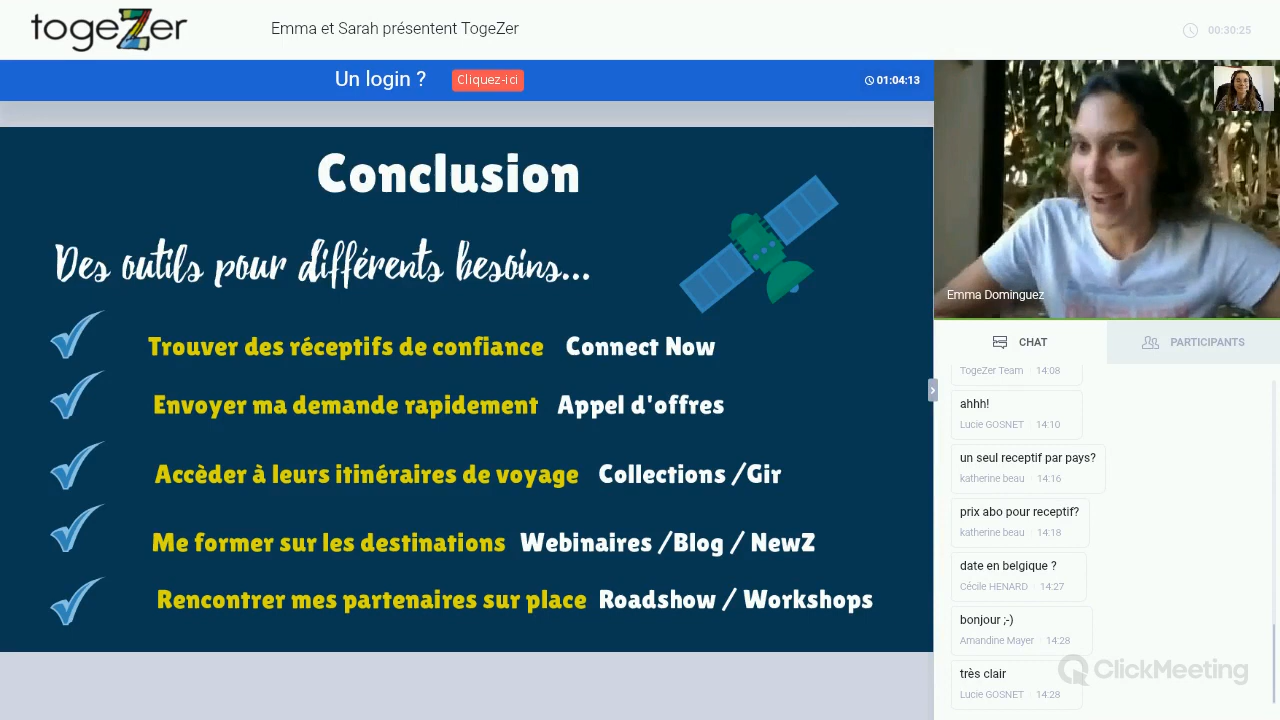 togeZer
Emma et Sarah présentent TogeZer
00:30:25
Un login ?
Cliquez-ici
01:04:13
Conclusion
Des outils pour différents besoins...
Trouver des réceptifs de confiance Connect Now
Envoyer ma demande rapidement Appel d'offres
Accèder à leurs itinéraires de voyage Collections /Gir
Me former sur les destinations Webinaires /Blog / NewZ
Rencontrer mes partenaires sur place Roadshow / Workshops
Emma Dominguez
CHAT
PARTICIPANTS
TogeZer Team 14:08
ahhh!
Lucie GOSNET 14:10
un seul receptif par pays?
katherine beau 14:16
prix abo pour receptif?
katherine beau 14:18
date en belgique ?
Cécile HENARD 14:27
bonjour ;-)
Amandine Mayer 14:28
très clair
Lucie GOSNET 14:28
ClickMeeting